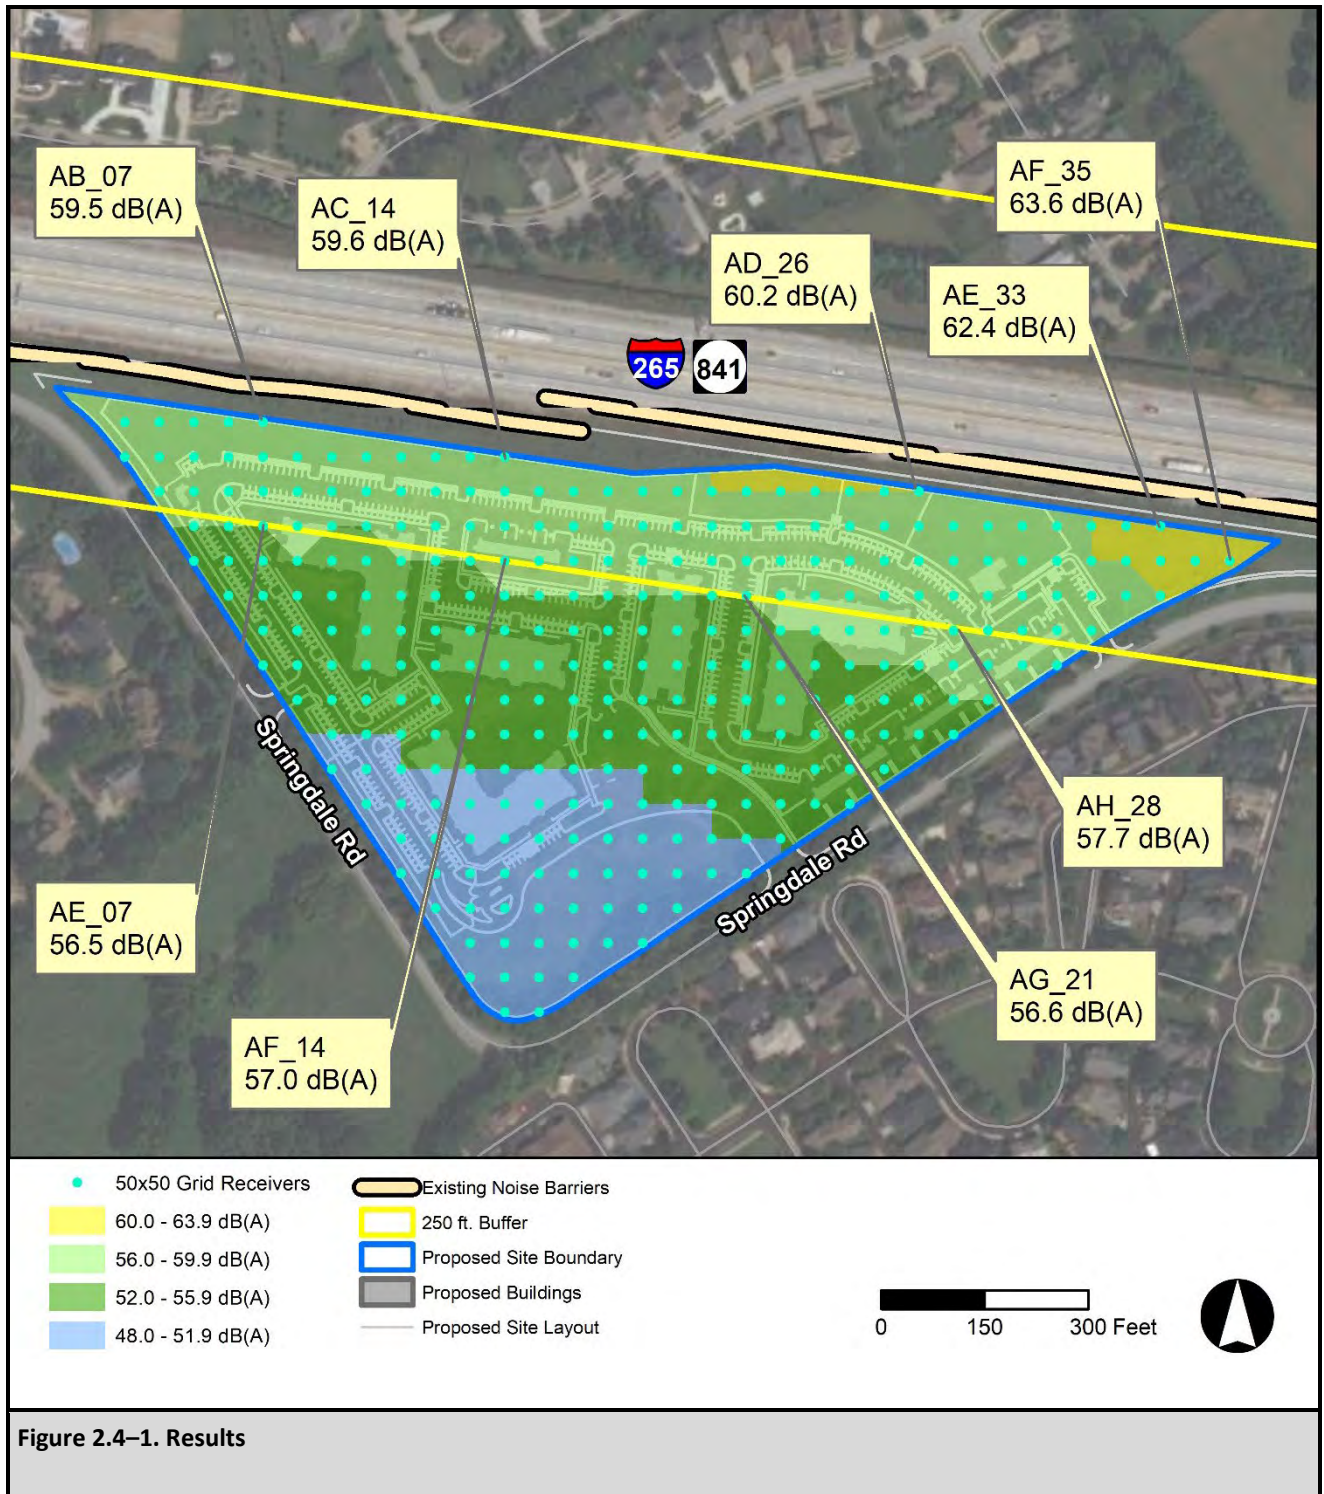 AB_07
59.5 dB(A)
AC_14
59.6 dB(A)
AF_35
63.6 dB(A)
AD_26
60.2 dB(A)
AE_33
62.4 dB(A)
265
841
Springdale Rd
Springdale Rd
AH_28
57.7 dB(A)
AE_07
56.5 dB(A)
AG_21
56.6 dB(A)
AF_14
57.0 dB(A)
50x50 Grid Receivers
60.0 - 63.9 dB(A)
56.0 - 59.9 dB(A)
52.0 - 55.9 dB(A)
48.0 - 51.9 dB(A)
Existing Noise Barriers
250 ft. Buffer
Proposed Site Boundary
Proposed Buildings
Proposed Site Layout
0 150 300 Feet
Figure 2.4–1. Results